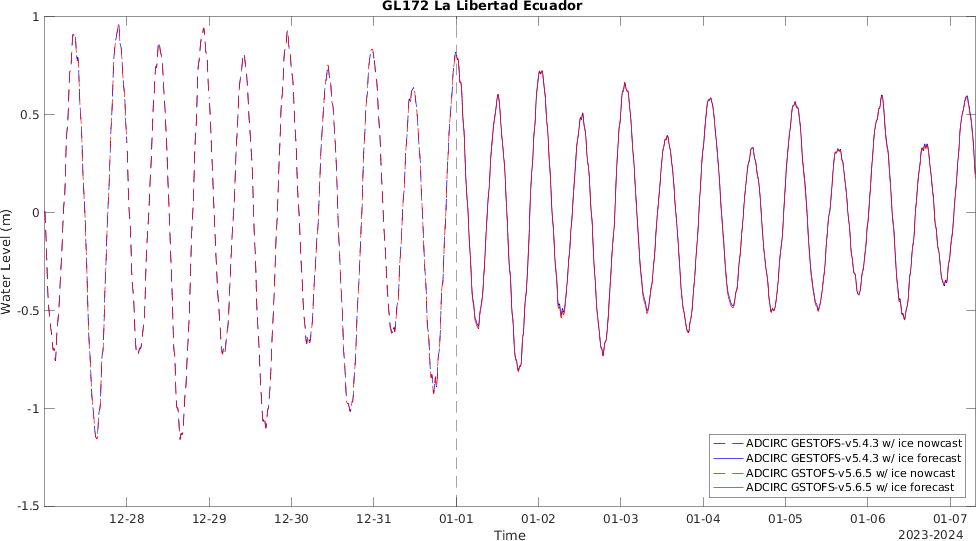 GL172 La Libertad Ecuador
1
0.5
0
-0.5
-1
-1.5
Water Level (m)
ADCIRC GESTOFS-v5.4.3 w/ ice nowcast
ADCIRC GESTOFS-v5.4.3 w/ ice forecast
ADCIRC GSTOFS-v5.6.5 w/ ice nowcast
ADCIRC GSTOFS-v5.6.5 w/ ice forecast
12-28 12-29 12-30 12-31 01-01 01-02 01-03 01-04 01-05 01-06 01-07
Time
2023-2024